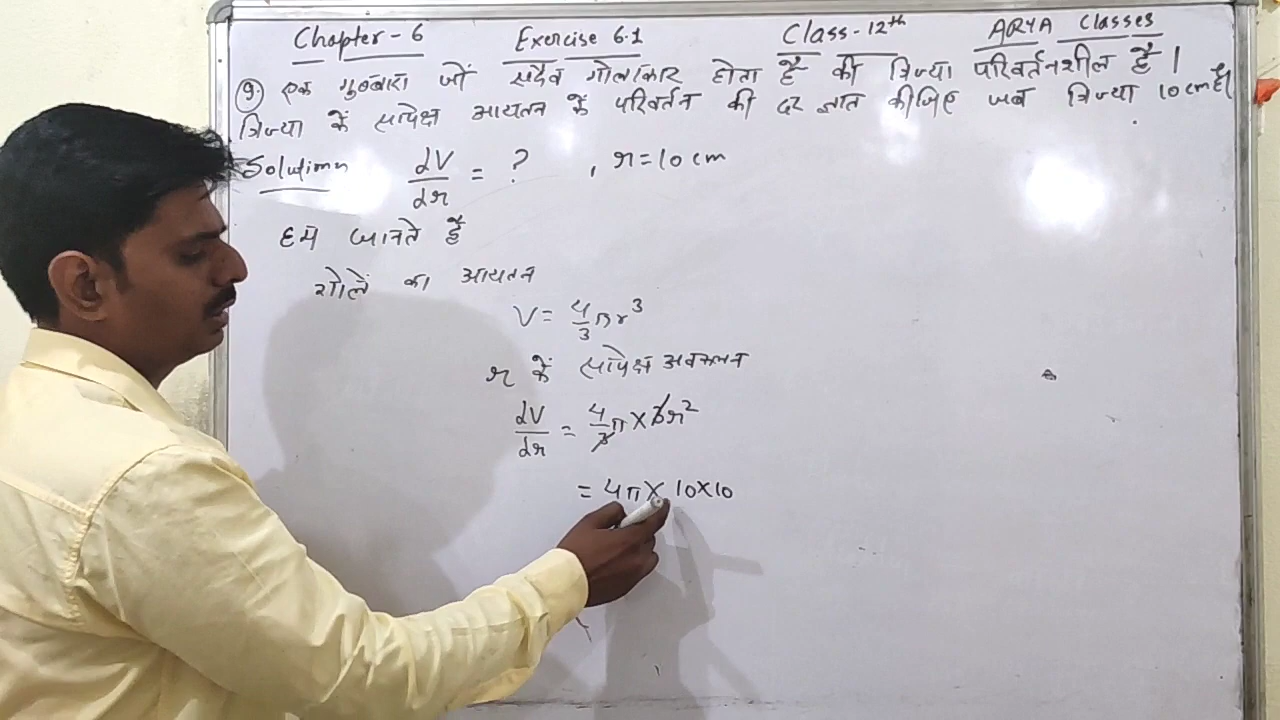 Chapter - 6 Exercise 6.1 Class - 12th ARYA Classes
9. एक गुब्बारा जों सदैव गोलाकार होता है की त्रिज्या परिवर्तनशील है।
त्रिज्या कें सापेक्ष आयतन कें परिवर्तन की दर ज्ञात कीजिए जब त्रिज्या 10 cm है।
Solution dV/dr = ? , r = 10 cm
हम जानते है
गोलें का आयतन
V = 4/3 πr³
r कें सापेक्ष अवकलन
dV/dr = 4/3 π × 3r²
= 4π × 10×10